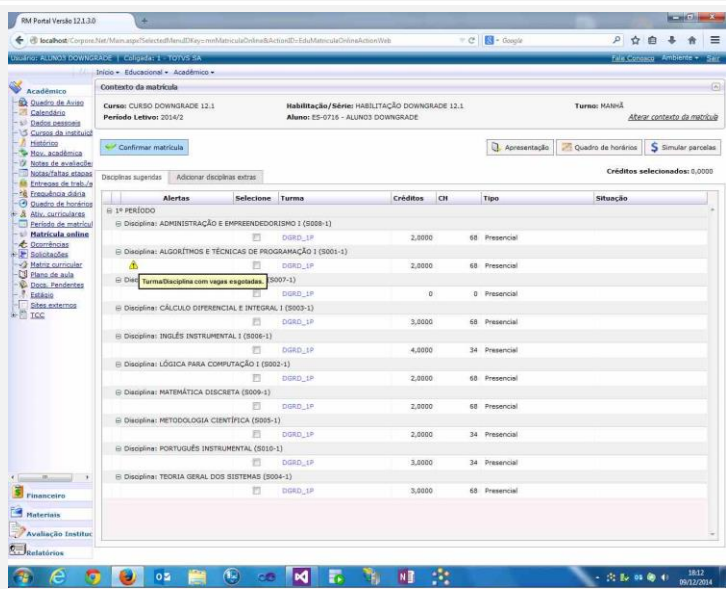 RM Portal Versão 12.1.3.0
localhost/Corpore.Net/Main.aspx?SelectedMenuIDKey=mnMatriculaOnline&ActionID=EduMatriculaOnlineActionWeb
Google
Usuário: ALUNO3 DOWNGRADE | Coligada: 1 - TOTVS SA
Fale Conosco Ambiente Sair
Início Educacional Acadêmico
Acadêmico
Quadro de Aviso
Calendário
Dados pessoais
Cursos da instituiçã
Histórico
Mov. acadêmica
Notas de avaliaçõe
Notas/faltas etapas
Entregas de trab./a
Frequência diária
Quadro de horários
Ativ. curriculares
Período de matrícul
Matrícula online
Ocorrências
Solicitações
Matriz curricular
Plano de aula
Docs. Pendentes
Estágio
Sites externos
TCC
Financeiro
Materiais
Avaliação Instituc
Relatórios
Contexto da matrícula
Curso: CURSO DOWNGRADE 12.1 Habilitação/Série: HABILITAÇÃO DOWNGRADE 12.1 Turno: MANHÃ
Período Letivo: 2014/2 Aluno: ES-0716 - ALUNO3 DOWNGRADE Alterar contexto da matrícula
Confirmar matrícula Apresentação Quadro de horários Simular parcelas
Créditos selecionados: 0,0000
Disciplinas sugeridas Adicionar disciplinas extras
Alertas Selecione Turma Créditos CH Tipo Situação
1º PERÍODO
Disciplina: ADMINISTRAÇÃO E EMPREENDEDORISMO I (S008-1)
DGRD_1P 2,0000 68 Presencial
Disciplina: ALGORÍTMOS E TÉCNICAS DE PROGRAMAÇÃO I (S001-1)
DGRD_1P 2,0000 68 Presencial
Disc Turma/Disciplina com vagas esgotadas. (S007-1)
DGRD_1P 0 0 Presencial
Disciplina: CÁLCULO DIFERENCIAL E INTEGRAL I (S003-1)
DGRD_1P 3,0000 68 Presencial
Disciplina: INGLÊS INSTRUMENTAL I (S006-1)
DGRD_1P 4,0000 34 Presencial
Disciplina: LÓGICA PARA COMPUTAÇÃO I (S002-1)
DGRD_1P 2,0000 68 Presencial
Disciplina: MATEMÁTICA DISCRETA (S009-1)
DGRD_1P 2,0000 68 Presencial
Disciplina: METODOLOGIA CIENTÍFICA (S005-1)
DGRD_1P 2,0000 34 Presencial
Disciplina: PORTUGUÊS INSTRUMENTAL (S010-1)
DGRD_1P 3,0000 34 Presencial
Disciplina: TEORIA GERAL DOS SISTEMAS (S004-1)
DGRD_1P 3,0000 68 Presencial
16:12
09/12/2014